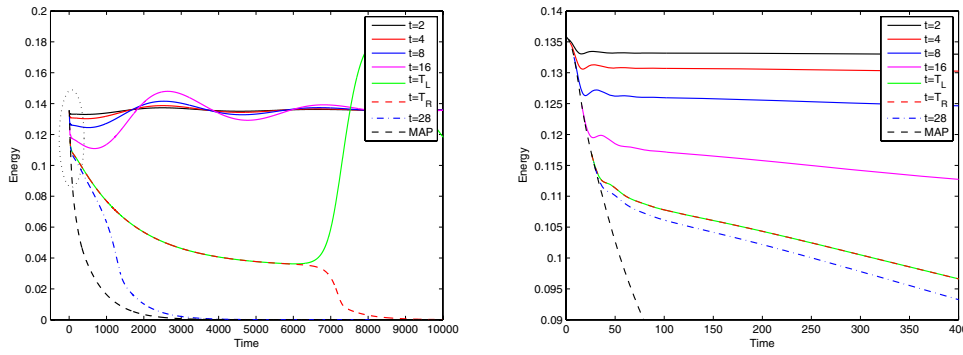 0.2
0.18
0.16
0.14
0.12
0.1
0.08
0.06
0.04
0.02
0
Energy
0 1000 2000 3000 4000 5000 6000 7000 8000 9000 10000
Time
t=2
t=4
t=8
t=16
t=T_L
t=T_R
t=28
MAP
0.14
0.135
0.13
0.125
0.12
0.115
0.11
0.105
0.1
0.095
0.09
Energy
0 50 100 150 200 250 300 350 400
Time
t=2
t=4
t=8
t=16
t=T_L
t=T_R
t=28
MAP